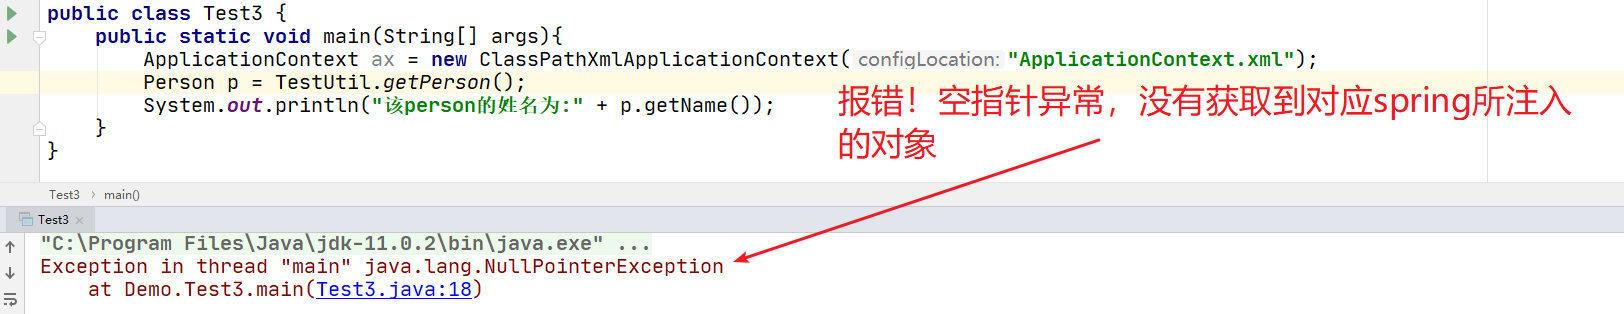 public class Test3 {
public static void main(String[] args){
ApplicationContext ax = new ClassPathXmlApplicationContext( configLocation: "ApplicationContext.xml");
Person p = TestUtil.getPerson();
System.out.println("该person的姓名为:" + p.getName());
}
}
报错！空指针异常，没有获取到对应spring所注入
的对象
Test3 › main()
Test3 ×
"C:\Program Files\Java\jdk-11.0.2\bin\java.exe" ...
Exception in thread "main" java.lang.NullPointerException
at Demo.Test3.main(Test3.java:18)